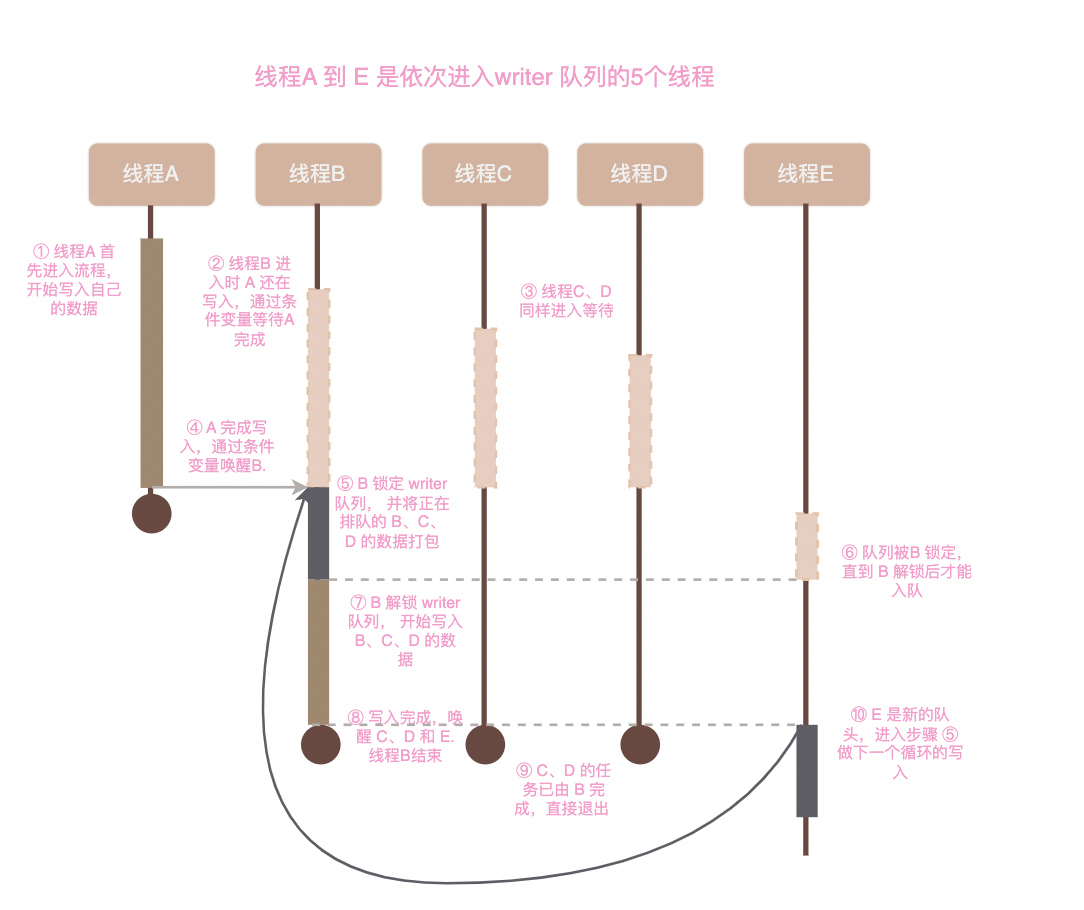 线程A 到 E 是依次进入writer 队列的5个线程
线程A
线程B
线程C
线程D
线程E
① 线程A 首
先进入流程，
开始写入自己
的数据
② 线程B 进
入时 A 还在
写入，通过条
件变量等待A
完成
③ 线程C、D
同样进入等待
④ A 完成写
入，通过条件
变量唤醒B.
⑤ B 锁定 writer
队列， 并将正在
排队的 B、C、
D 的数据打包
⑥ 队列被B 锁定，
直到 B 解锁后才能
入队
⑦ B 解锁 writer
队列， 开始写入
B、C、D 的数
据
⑧ 写入完成，唤
醒 C、D 和 E.
线程B结束
⑨ C、D 的任
务已由 B 完
成，直接退出
⑩ E 是新的队
头，进入步骤 ⑤
做下一个循环的写
入